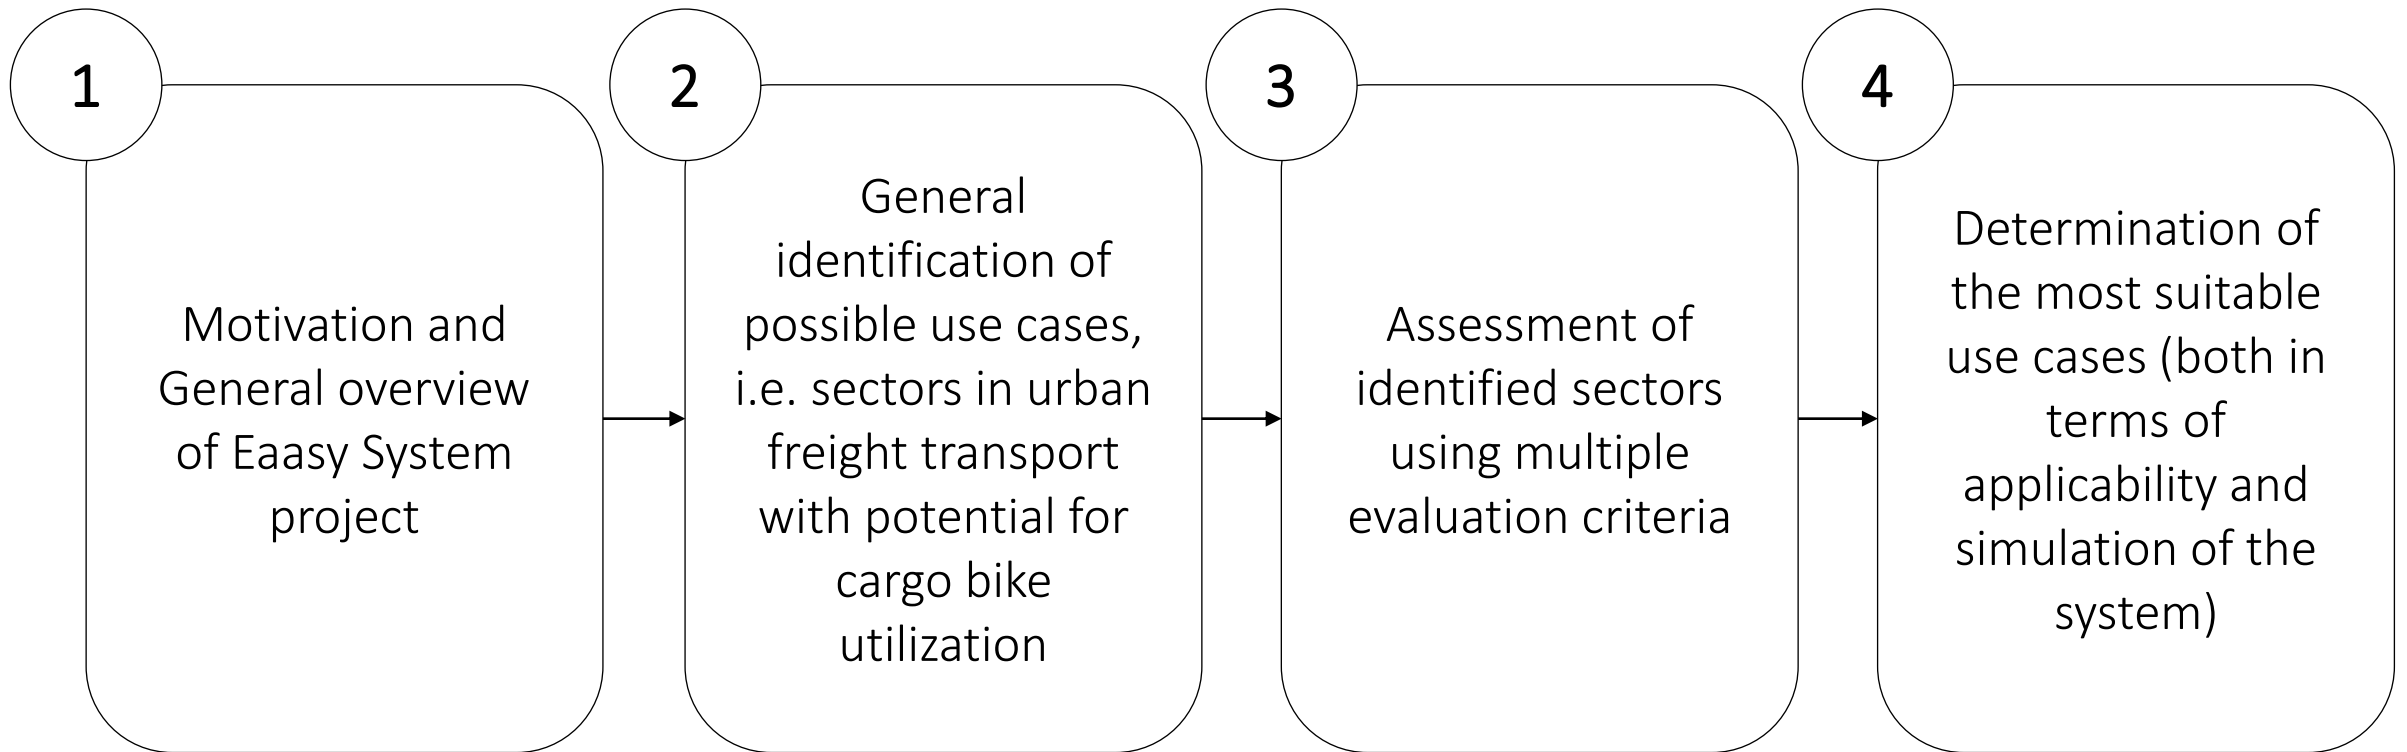 1
Motivation and
General overview
of Eaasy System
project
2
General
identification of
possible use cases,
i.e. sectors in urban
freight transport
with potential for
cargo bike
utilization
3
Assessment of
identified sectors
using multiple
evaluation criteria
4
Determination of
the most suitable
use cases (both in
terms of
applicability and
simulation of the
system)